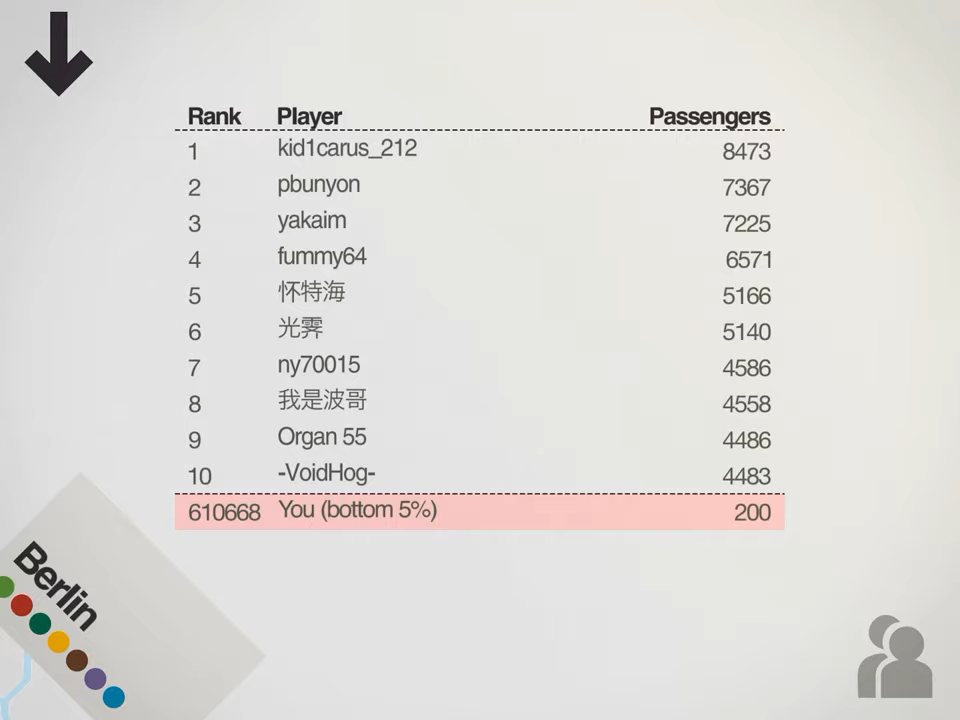 Rank Player Passengers
1 kid1carus_212 8473
2 pbunyon 7367
3 yakaim 7225
4 fummy64 6571
5 怀特海 5166
6 光霁 5140
7 ny70015 4586
8 我是波哥 4558
9 Organ 55 4486
10 -VoidHog- 4483
610668 You (bottom 5%) 200
Berlin